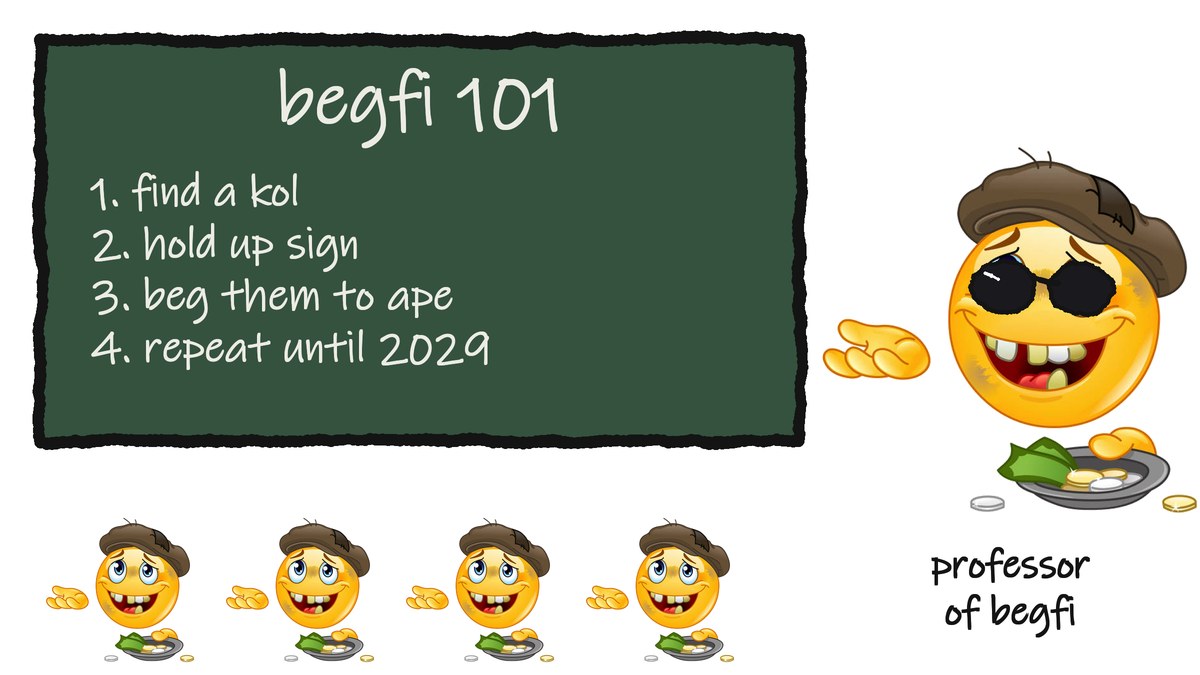 begfi 101
1. find a kol
2. hold up sign
3. beg them to ape
4. repeat until 2029
professor
of begfi